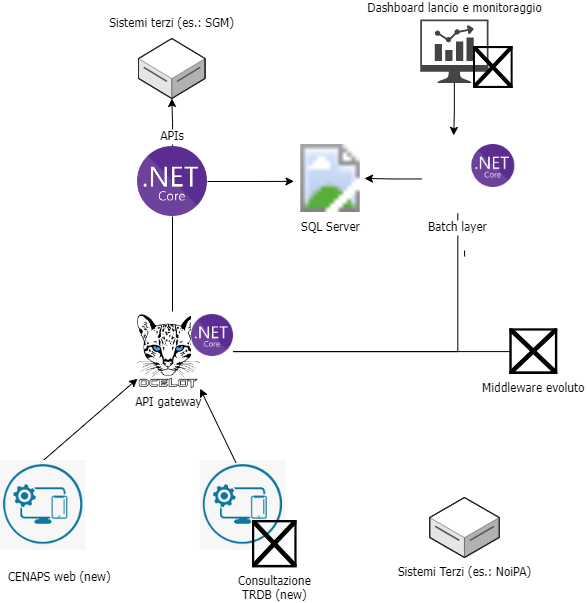 Dashboard lancio e monitoraggio
Sistemi terzi (es.: SGM)
APIs
.NET
Core
.NET
Core
SQL Server
Batch layer
.NET
Core
OCELOT
API gateway
Middleware evoluto
CENAPS web (new)
Consultazione
TRDB (new)
Sistemi Terzi (es.: NoiPA)